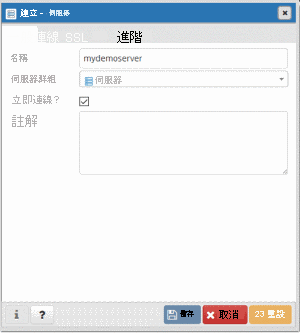 建立 - 伺服器
連線 SSL 進階
名稱 mydemoserver
伺服器群組 伺服器
立即連線？
註解
i ? 儲存 取消 23 重設